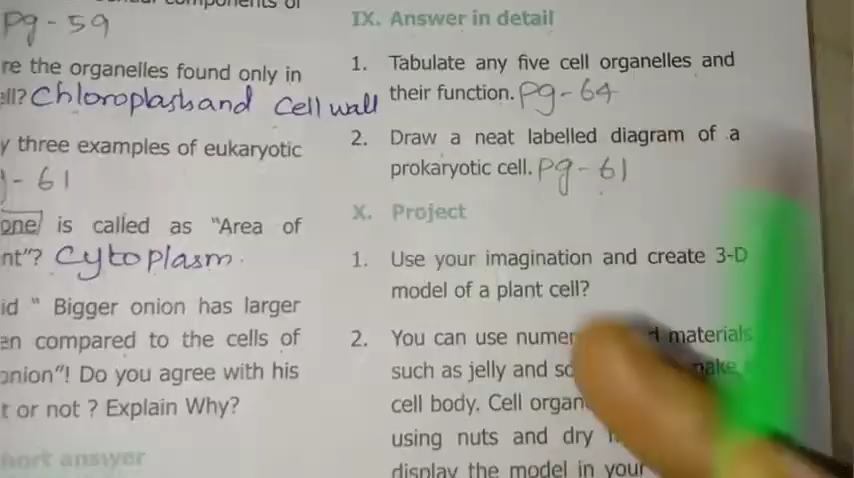 components of
Pg - 59
re the organelles found only in
ell? Chloroplast and cell wall
y three examples of eukaryotic
- 61
one is called as "Area of
nt"? Cytoplasm.
id " Bigger onion has larger
en compared to the cells of
onion"! Do you agree with his
t or not ? Explain Why?
hort answer
IX. Answer in detail
1. Tabulate any five cell organelles and
their function. Pg - 64
2. Draw a neat labelled diagram of a
prokaryotic cell. Pg - 61
X. Project
1. Use your imagination and create 3-D
model of a plant cell?
2. You can use numer materials
such as jelly and make
cell body. Cell organ
using nuts and dry
display the model in your